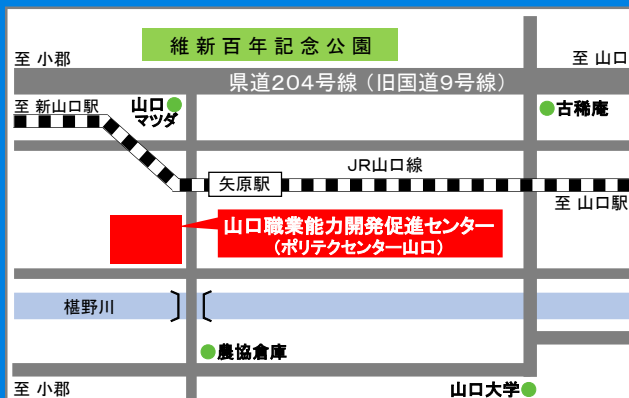 維新百年記念公園
至 小郡
至 山口
県道204号線（旧国道9号線）
至 新山口駅
山口
マツダ
古稀庵
JR山口線
矢原駅
至 山口駅
山口職業能力開発促進センター
（ポリテクセンター山口）
椹野川
農協倉庫
至 小郡
山口大学